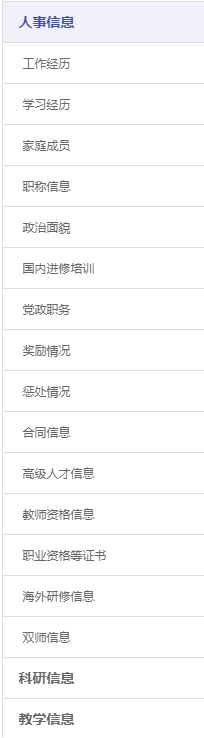 人事信息
工作经历
学习经历
家庭成员
职称信息
政治面貌
国内进修培训
党政职务
奖励情况
惩处情况
合同信息
高级人才信息
教师资格信息
职业资格等证书
海外研修信息
双师信息
科研信息
教学信息